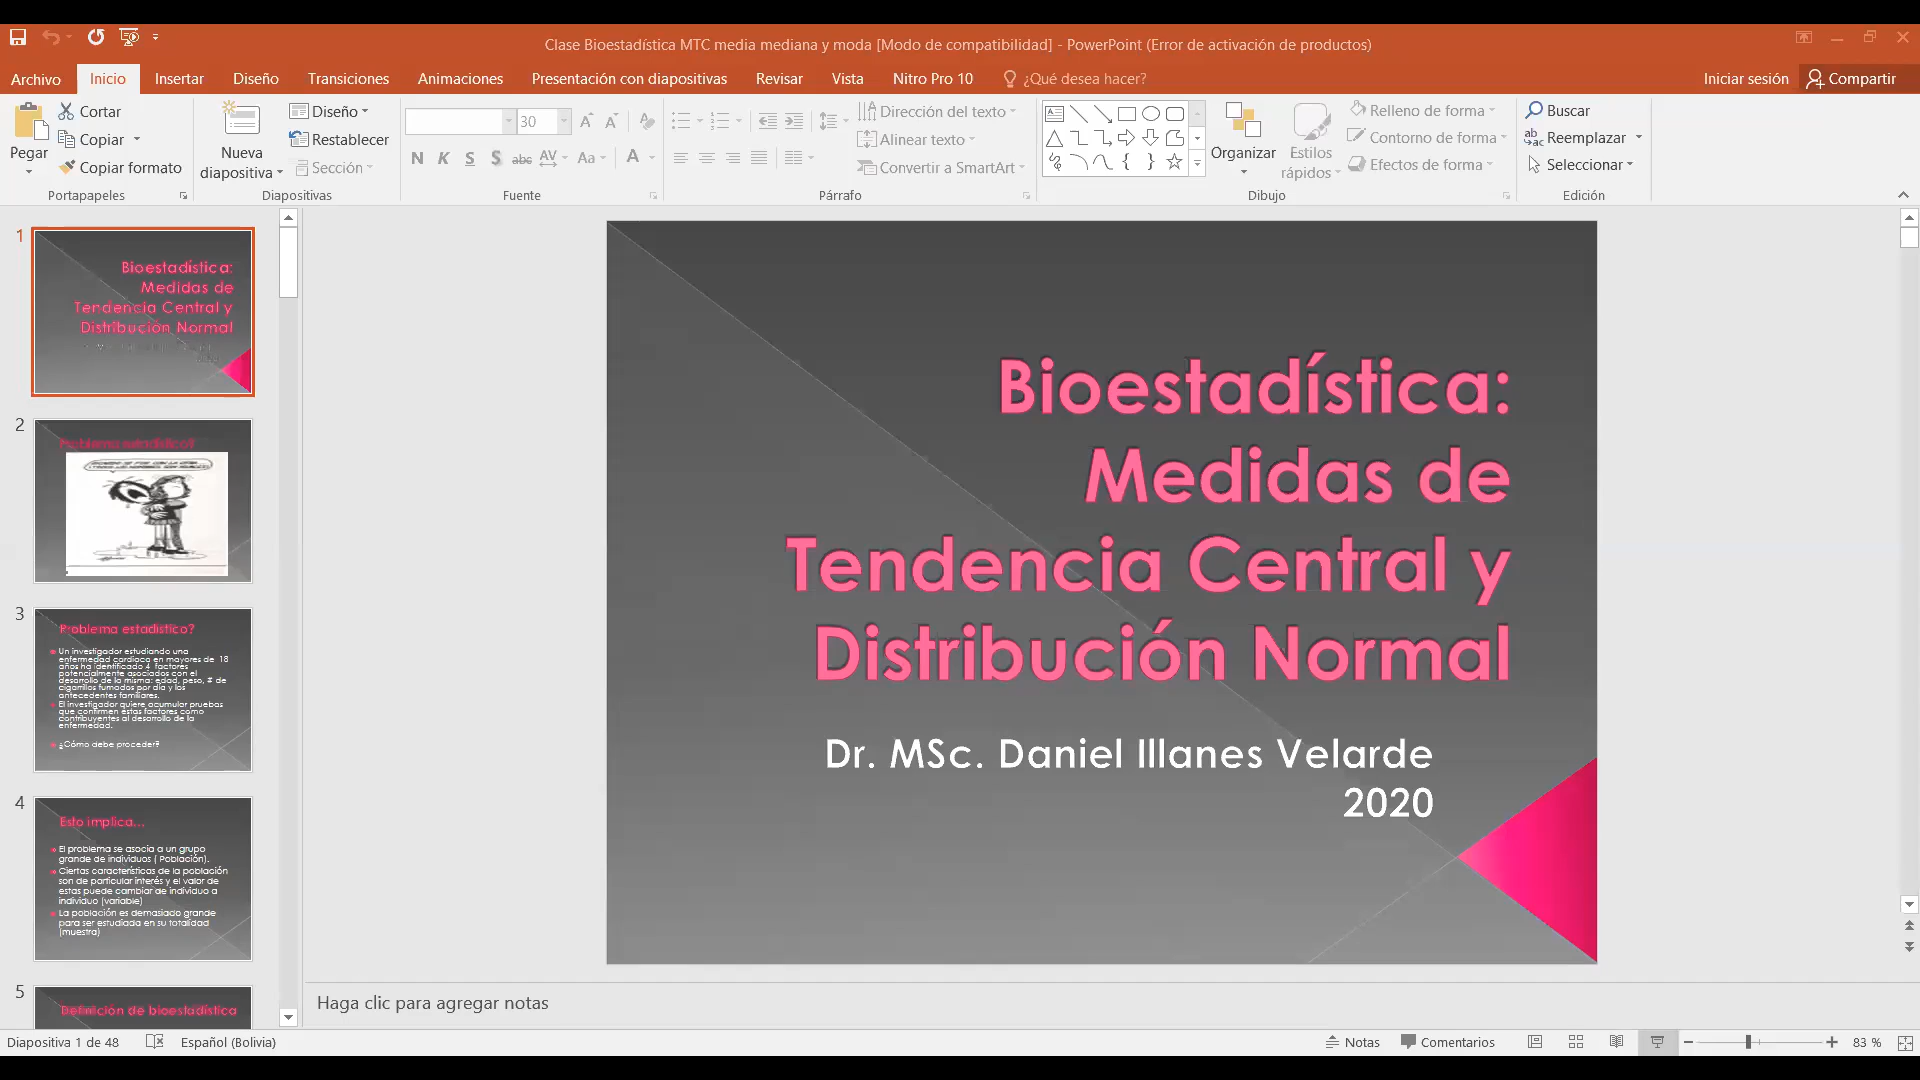 Clase Bioestadística MTC media mediana y moda [Modo de compatibilidad] - PowerPoint (Error de activación de productos)
Archivo Inicio Insertar Diseño Transiciones Animaciones Presentación con diapositivas Revisar Vista Nitro Pro 10 ¿Qué desea hacer? Iniciar sesión Compartir
Pegar
Cortar
Copiar
Copiar formato
Portapapeles
Nueva
diapositiva
Diseño
Restablecer
Sección
Diapositivas
30
N K S S abc AV Aa A
Fuente
Dirección del texto
Alinear texto
Convertir a SmartArt
Párrafo
Organizar
Estilos
rápidos
Relleno de forma
Contorno de forma
Efectos de forma
Dibujo
Buscar
Reemplazar
Seleccionar
Edición
1
Bioestadística:
Medidas de
Tendencia Central y
Distribución Normal
2
Problema estadístico?
3
Problema estadístico?
Un investigador estudiando una
enfermedad cardiaca en mayores de 18
años ha identificado 4 factores
potencialmente asociados con el
desarrollo de la misma: edad, peso, # de
cigarrillos fumados por día y los
antecedentes familiares.
El investigador quiere acumular pruebas
que confirmen estas factores como
contribuyentes al desarrollo de la
enfermedad.
¿Cómo debe proceder?
4
Esto implica...
El problema se asocia a un grupo
grande de individuos ( Población).
Ciertas características de la población
son de particular interés y el valor de
estas puede cambiar de individuo a
individuo (variable)
La población es demasiado grande
para ser estudiada en su totalidad
(muestra)
5
Definición de bioestadística
Bioestadística:
Medidas de
Tendencia Central y
Distribución Normal
Dr. MSc. Daniel Illanes Velarde
2020
Haga clic para agregar notas
Diapositiva 1 de 48 Español (Bolivia) Notas Comentarios 83 %